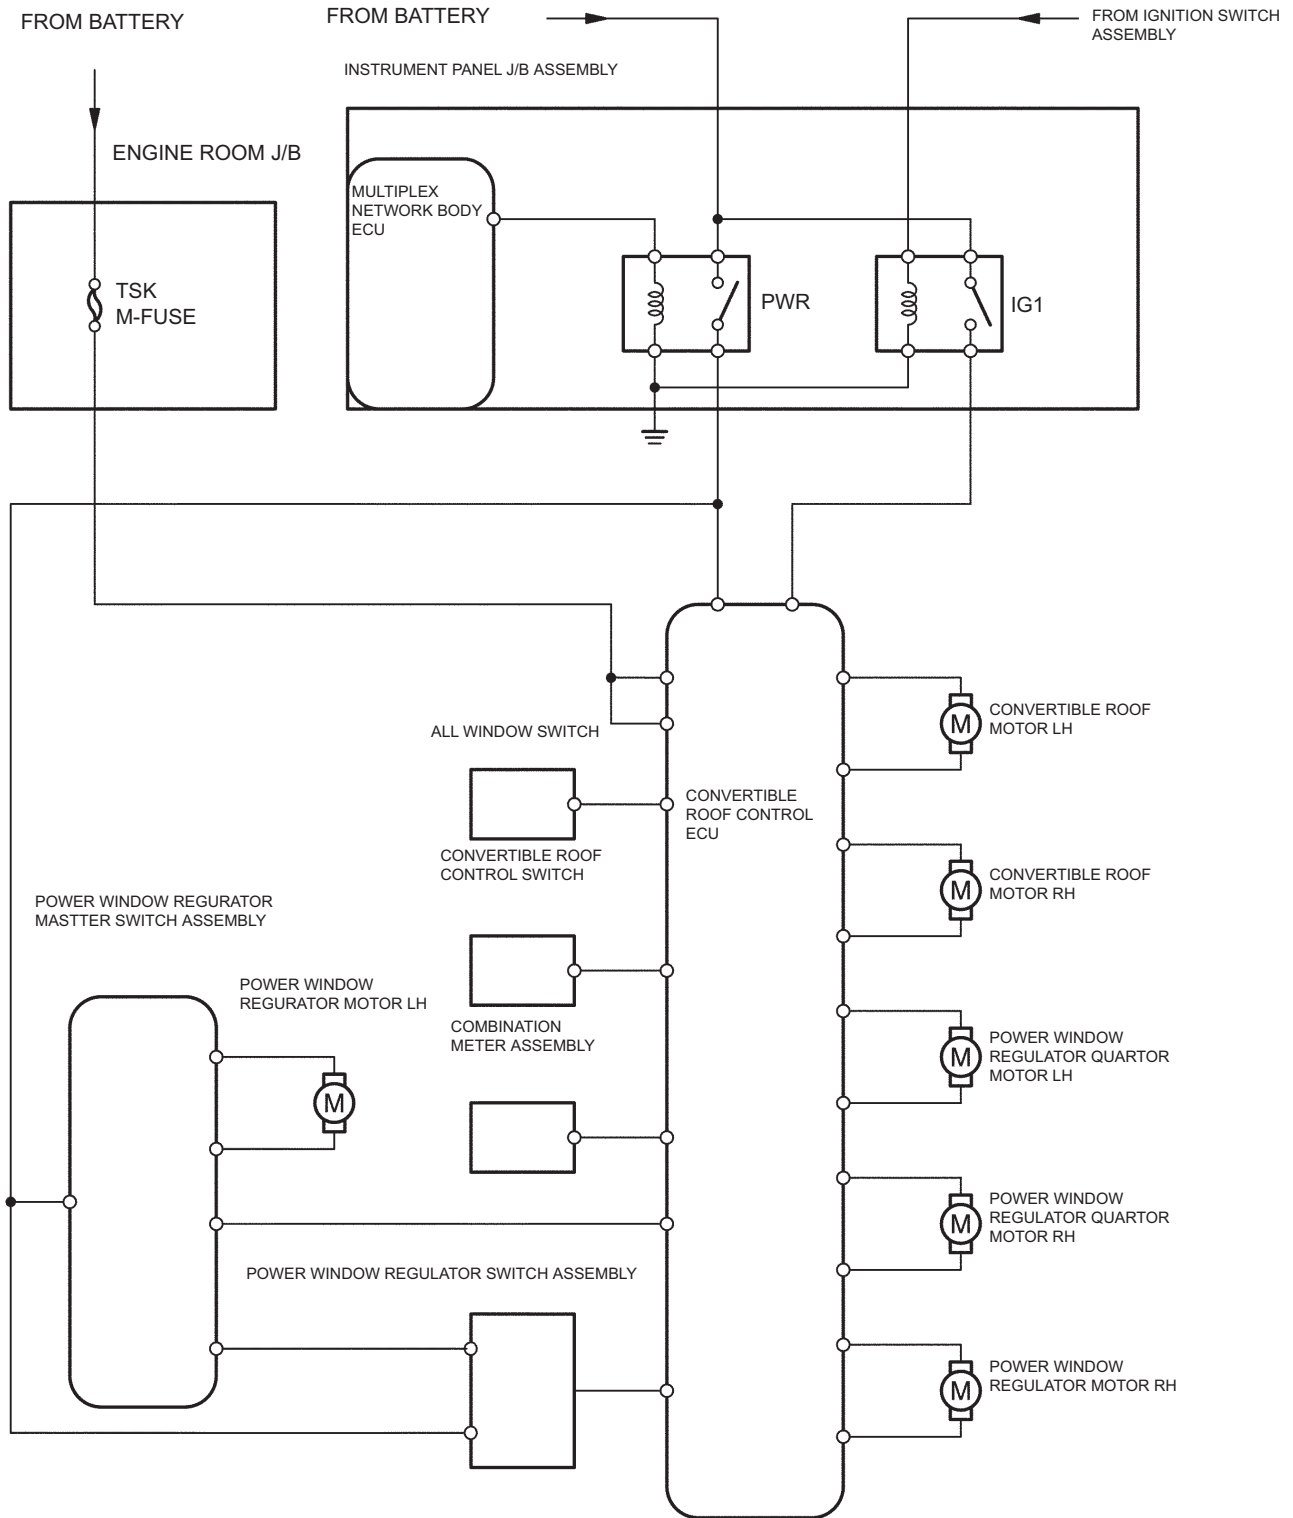 FROM BATTERY
FROM BATTERY
FROM IGNITION SWITCH
ASSEMBLY
INSTRUMENT PANEL J/B ASSEMBLY
ENGINE ROOM J/B
MULTIPLEX
NETWORK BODY
ECU
TSK
M-FUSE
PWR
IG1
ALL WINDOW SWITCH
CONVERTIBLE ROOF
MOTOR LH
M
CONVERTIBLE
ROOF CONTROL
ECU
CONVERTIBLE ROOF
CONTROL SWITCH
CONVERTIBLE ROOF
MOTOR RH
M
POWER WINDOW REGURATOR
MASTTER SWITCH ASSEMBLY
POWER WINDOW
REGURATOR MOTOR LH
M
COMBINATION
METER ASSEMBLY
POWER WINDOW
REGULATOR QUARTOR
MOTOR LH
M
POWER WINDOW
REGULATOR QUARTOR
MOTOR RH
M
POWER WINDOW REGULATOR SWITCH ASSEMBLY
POWER WINDOW
REGULATOR MOTOR RH
M